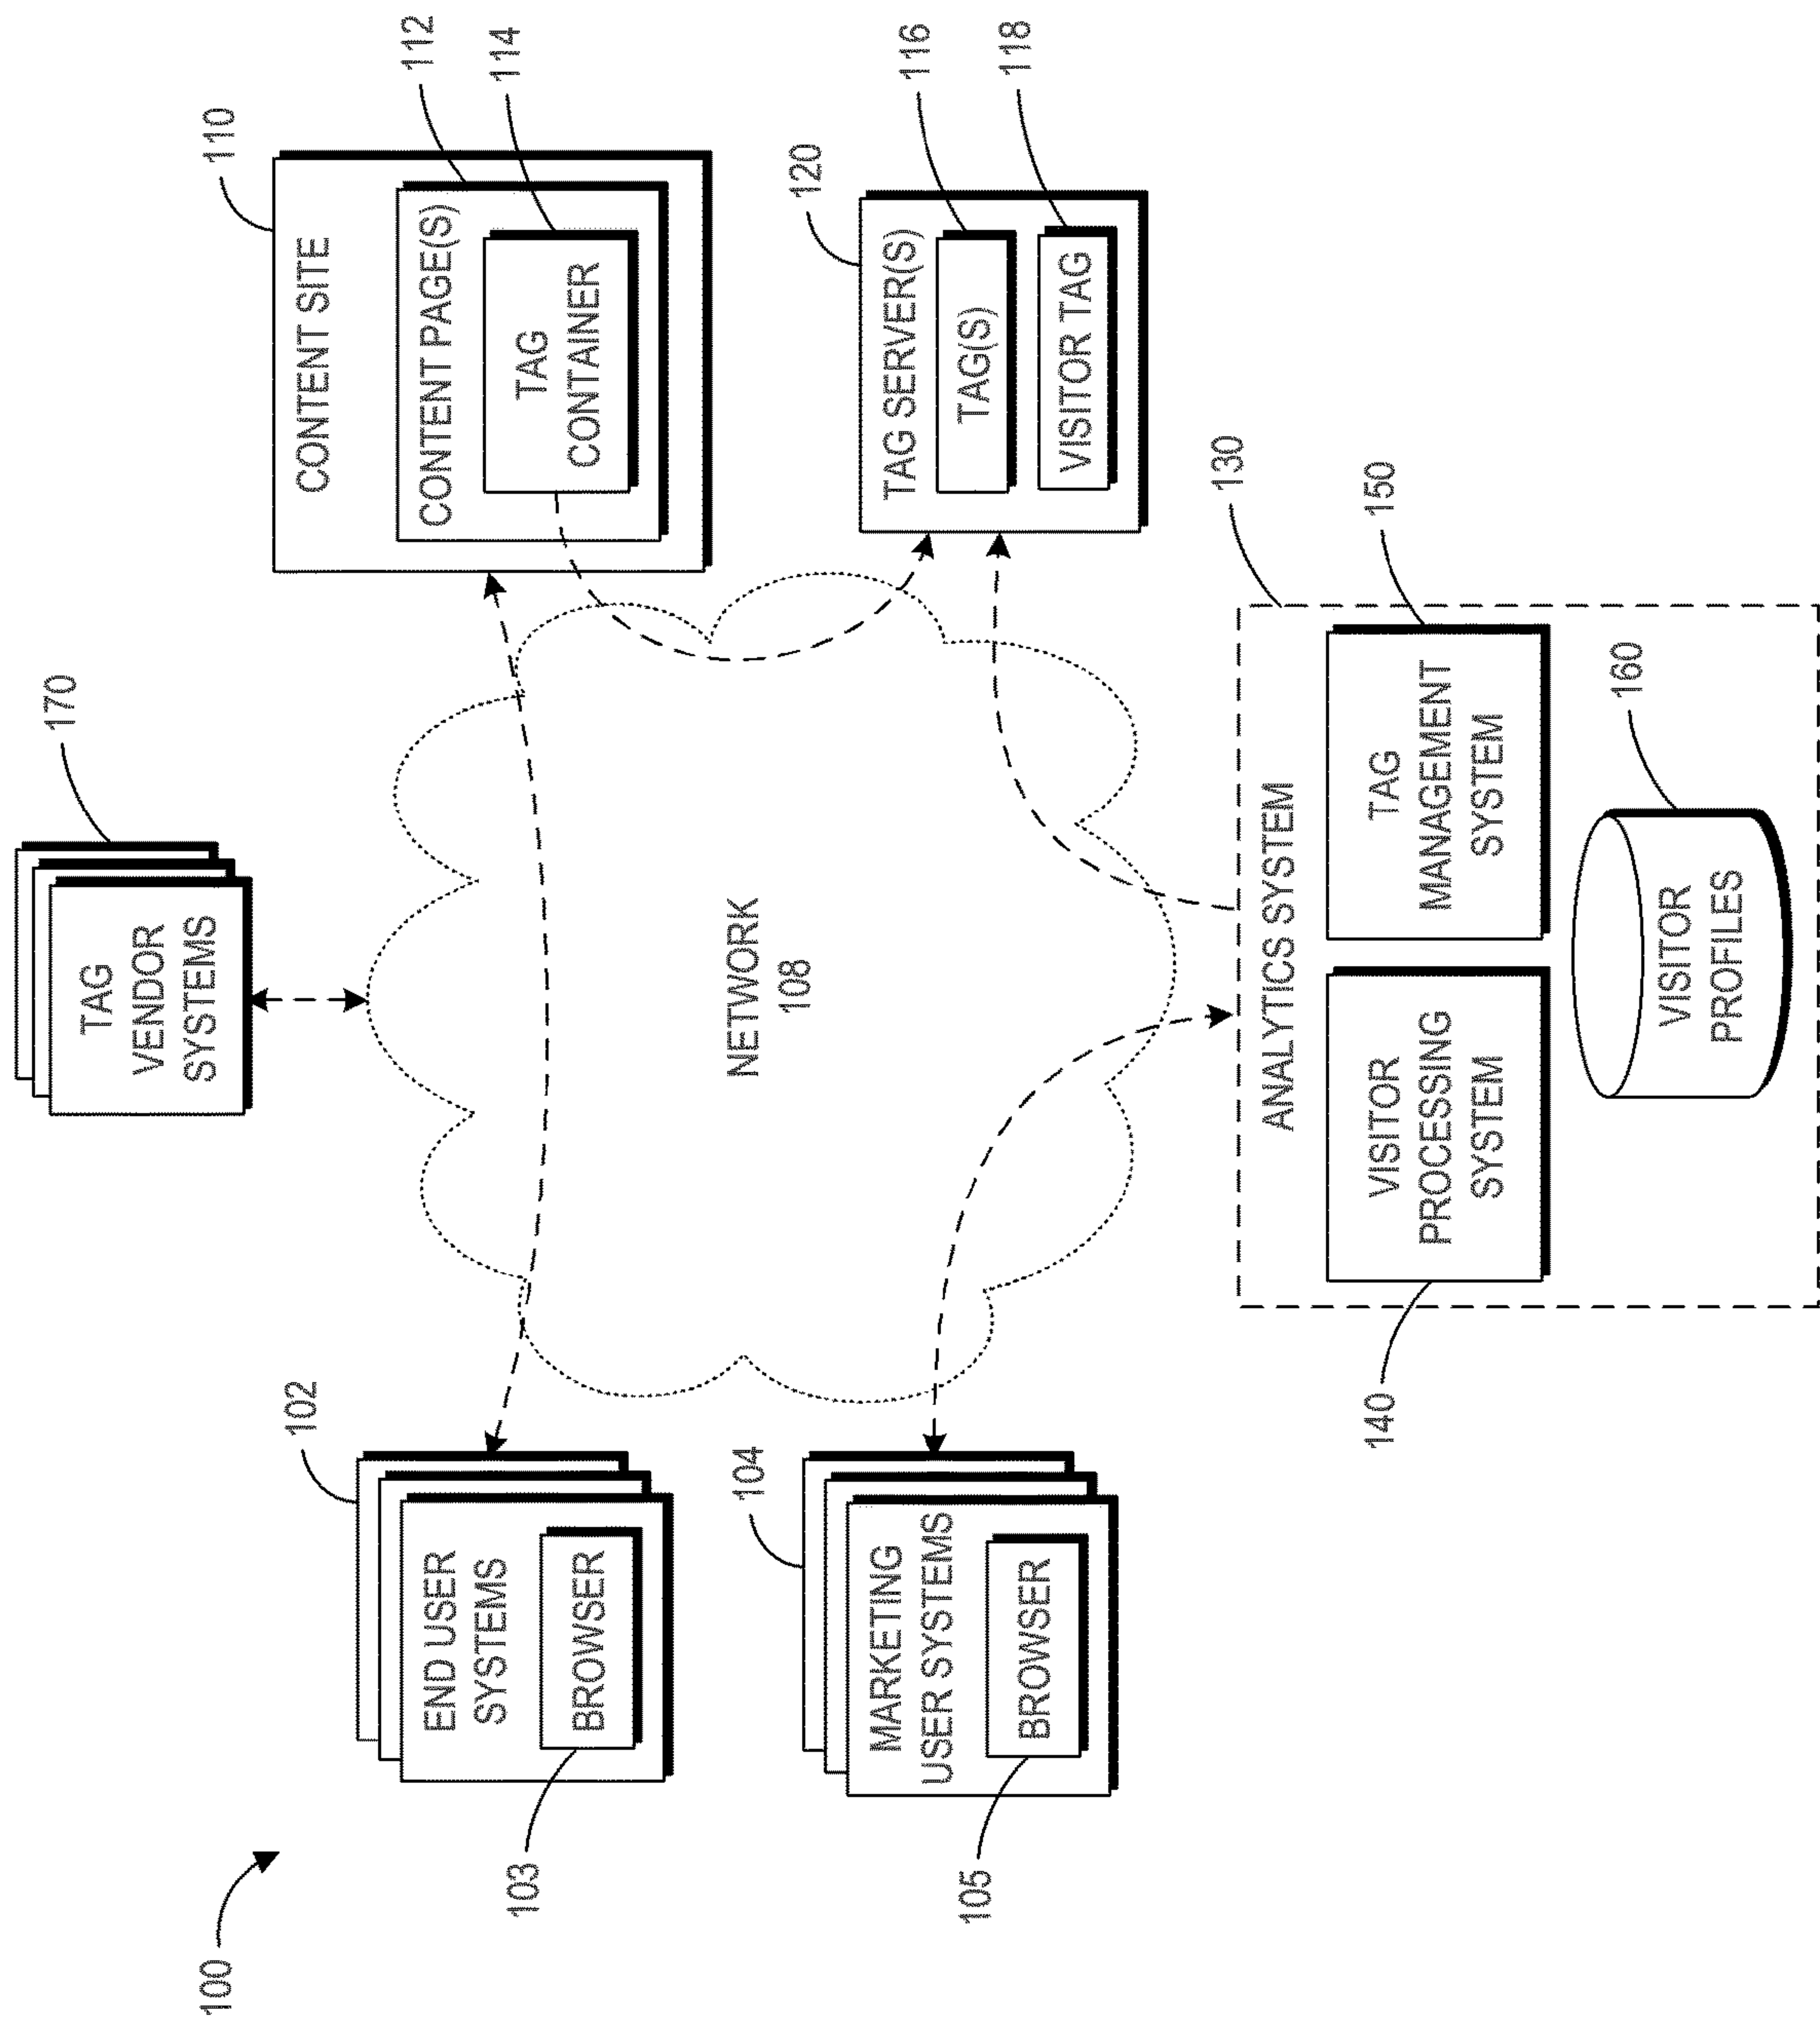 100
170
TAG
VENDOR
SYSTEMS
102
END USER
SYSTEMS
BROWSER
103
104
MARKETING
USER SYSTEMS
BROWSER
105
NETWORK
108
110
CONTENT SITE
112
CONTENT PAGE(S)
114
TAG
CONTAINER
120
TAG SERVER(S)
116
TAG(S)
118
VISITOR TAG
130
ANALYTICS SYSTEM
140
VISITOR
PROCESSING
SYSTEM
150
TAG
MANAGEMENT
SYSTEM
160
VISITOR
PROFILES